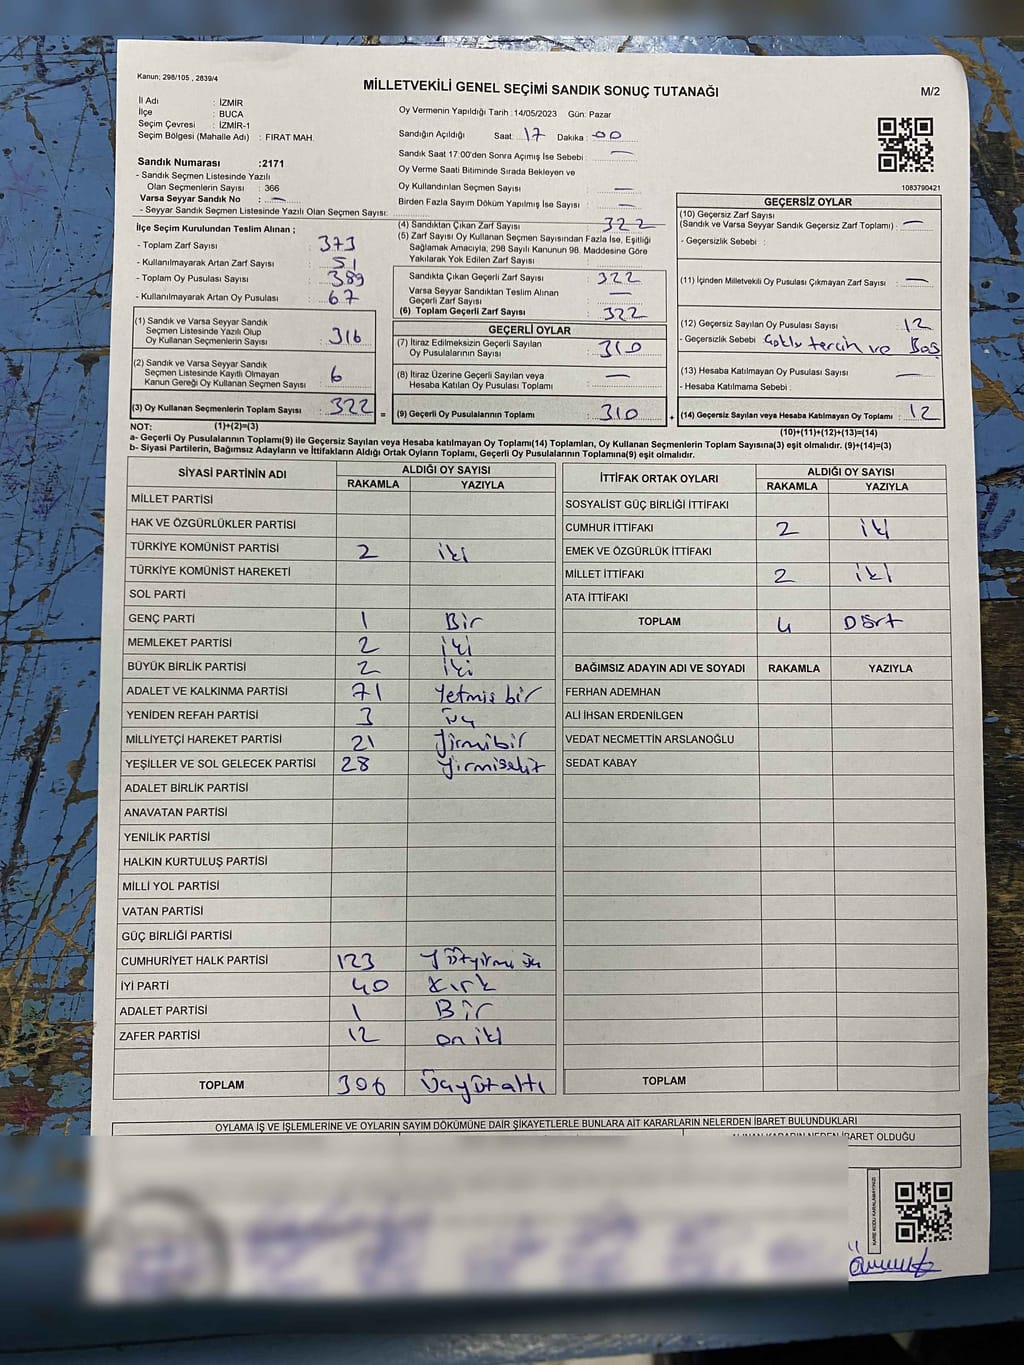 Kanun; 298/105 , 2839/4
MİLLETVEKİLİ GENEL SEÇİMİ SANDIK SONUÇ TUTANAĞI
M/2
İl Adı : İZMİR
İlçe : BUCA
Seçim Çevresi : İZMİR-1
Seçim Bölgesi (Mahalle Adı) : FIRAT MAH.
Sandık Numarası :2171
- Sandık Seçmen Listesinde Yazılı
Olan Seçmenlerin Sayısı : 366
Varsa Seyyar Sandık No : —
- Seyyar Sandık Seçmen Listesinde Yazılı Olan Seçmen Sayısı:
Oy Vermenin Yapıldığı Tarih :14/05/2023 Gün: Pazar
Sandığın Açıldığı Saat: 17 Dakika : 00
Sandık Saat 17:00'den Sonra Açımış İse Sebebi : —
Oy Verme Saati Bitiminde Sırada Bekleyen ve
Oy Kullandırılan Seçmen Sayısı : —
Birden Fazla Sayım Döküm Yapılmış İse Sayısı : —
1083790421
İlçe Seçim Kurulundan Teslim Alınan ;
- Toplam Zarf Sayısı : 373
- Kullanılmayarak Artan Zarf Sayısı : 51
- Toplam Oy Pusulası Sayısı : 389
- Kullanılmayarak Artan Oy Pusulası : 67
(1) Sandık ve Varsa Seyyar Sandık
Seçmen Listesinde Yazılı Olup
Oy Kullanan Seçmenlerin Sayısı : 316
(2) Sandık ve Varsa Seyyar Sandık
Seçmen Listesinde Kayıtlı Olmayan
Kanun Gereği Oy Kullanan Seçmen Sayısı : 6
(3) Oy Kullanan Seçmenlerin Toplam Sayısı : 322 =
(4) Sandıktan Çıkan Zarf Sayısı : 322
(5) Zarf Sayısı Oy Kullanan Seçmen Sayısından Fazla İse, Eşitliği
Sağlamak Amacıyla, 298 Sayılı Kanunun 98. Maddesine Göre
Yakılarak Yok Edilen Zarf Sayısı :
Sandıkta Çıkan Geçerli Zarf Sayısı : 322
Varsa Seyyar Sandıktan Teslim Alınan
Geçerli Zarf Sayısı : —
(6) Toplam Geçerli Zarf Sayısı : 322
GEÇERLİ OYLAR
(7) İtiraz Edilmeksizin Geçerli Sayılan
Oy Pusulalarının Sayısı : 310
(8) İtiraz Üzerine Geçerli Sayılan veya
Hesaba Katılan Oy Pusulası Toplamı : —
(9) Geçerli Oy Pusulalarının Toplamı : 310 +
GEÇERSİZ OYLAR
(10) Geçersiz Zarf Sayısı
(Sandık ve Varsa Seyyar Sandık Geçersiz Zarf Toplamı) : —
- Geçersizlik Sebebi :
(11) İçinden Milletvekili Oy Pusulası Çıkmayan Zarf Sayısı : —
(12) Geçersiz Sayılan Oy Pusulası Sayısı : 12
- Geçersizlik Sebebi : Çoklu tercih ve Boş
(13) Hesaba Katılmayan Oy Pusulası Sayısı : —
- Hesaba Katılmama Sebebi :
(14) Geçersiz Sayılan veya Hesaba Katılmayan Oy Pusulası Toplamı : 12
NOT: (1)+(2)=(3)
(10)+(11)+(12)+(13)=(14)
a- Geçerli Oy Pusulalarının Toplamı(9) ile Geçersiz Sayılan veya Hesaba katılmayan Oy Toplamı(14) Toplamları, Oy Kullanan Seçmenlerin Toplam Sayısına(3) eşit olmalıdır. (9)+(14)=(3)
b- Siyasi Partilerin, Bağımsız Adayların ve İttifakların Aldığı Ortak Oyların Toplamı, Geçerli Oy Pusulalarının Toplamına(9) eşit olmalıdır.
SİYASİ PARTİNİN ADI
ALDIĞI OY SAYISI
RAKAMLA YAZIYLA
MİLLET PARTİSİ
HAK VE ÖZGÜRLÜKLER PARTİSİ
TÜRKİYE KOMÜNİST PARTİSİ 2 iki
TÜRKİYE KOMÜNİST HAREKETİ
SOL PARTİ
GENÇ PARTİ 1 Bir
MEMLEKET PARTİSİ 2 iki
BÜYÜK BİRLİK PARTİSİ 2 iki
ADALET VE KALKINMA PARTİSİ 71 Yetmiş bir
YENİDEN REFAH PARTİSİ 3 üç
MİLLİYETÇİ HAREKET PARTİSİ 21 Yirmibir
YEŞİLLER VE SOL GELECEK PARTİSİ 28 Yirmisekiz
ADALET BİRLİK PARTİSİ
ANAVATAN PARTİSİ
YENİLİK PARTİSİ
HALKIN KURTULUŞ PARTİSİ
MİLLİ YOL PARTİSİ
VATAN PARTİSİ
GÜÇ BİRLİĞİ PARTİSİ
CUMHURİYET HALK PARTİSİ 123 Yüzyirmi üç
İYİ PARTİ 40 Kırk
ADALET PARTİSİ 1 Bir
ZAFER PARTİSİ 12 on iki
TOPLAM 306 Üçyüzaltı
İTTİFAK ORTAK OYLARI
ALDIĞI OY SAYISI
RAKAMLA YAZIYLA
SOSYALİST GÜÇ BİRLİĞİ İTTİFAKI
CUMHUR İTTİFAKI 2 iki
EMEK VE ÖZGÜRLÜK İTTİFAKI
MİLLET İTTİFAKI 2 iki
ATA İTTİFAKI
TOPLAM 4 Dört
BAĞIMSIZ ADAYIN ADI VE SOYADI RAKAMLA YAZIYLA
FERHAN ADEMHAN
ALİ İHSAN ERDENİLGEN
VEDAT NECMETTİN ARSLANOĞLU
SEDAT KABAY
TOPLAM
OYLAMA İŞ VE İŞLEMLERİNE VE OYLARIN SAYIM DÖKÜMÜNE DAİR ŞİKAYETLERLE BUNLARA AİT KARARLARIN NELERDEN İBARET BULUNDUKLARI
ALINAN KARARIN NEDEN İBARET OLDUĞU
KARE KODU KARALAMAYINIZ!